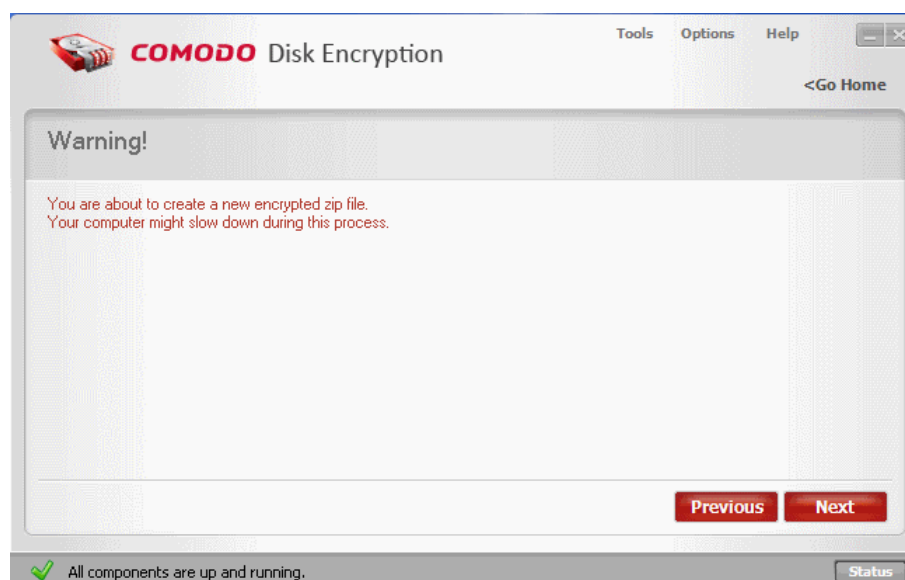 COMODO Disk Encryption
Tools Options Help
<Go Home
Warning!
You are about to create a new encrypted zip file.
Your computer might slow down during this process.
Previous Next
All components are up and running.
Status